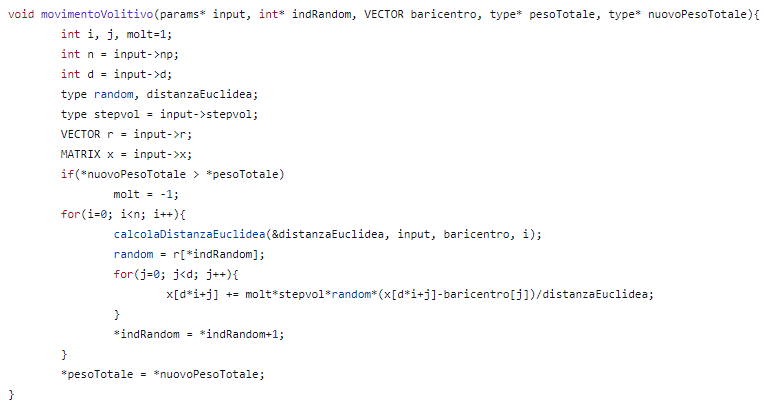 void movimentoVolitivo(params* input, int* indRandom, VECTOR baricentro, type* pesoTotale, type* nuovoPesoTotale){
int i, j, molt=1;
int n = input->np;
int d = input->d;
type random, distanzaEuclidea;
type stepvol = input->stepvol;
VECTOR r = input->r;
MATRIX x = input->x;
if(*nuovoPesoTotale > *pesoTotale)
molt = -1;
for(i=0; i<n; i++){
calcolaDistanzaEuclidea(&distanzaEuclidea, input, baricentro, i);
random = r[*indRandom];
for(j=0; j<d; j++){
x[d*i+j] += molt*stepvol*random*(x[d*i+j]-baricentro[j])/distanzaEuclidea;
}
*indRandom = *indRandom+1;
}
*pesoTotale = *nuovoPesoTotale;
}